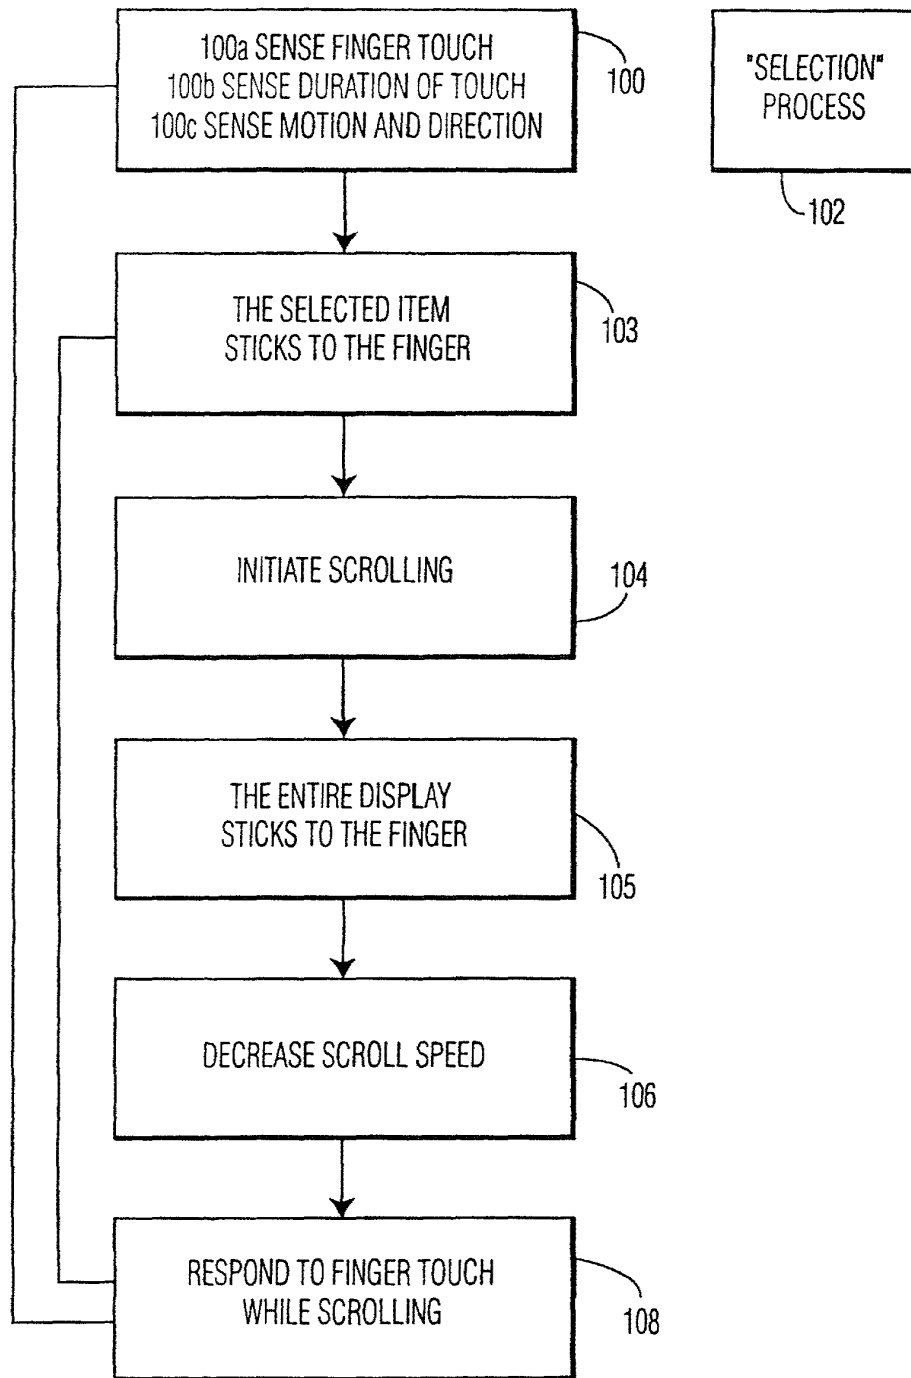 100a SENSE FINGER TOUCH
100b SENSE DURATION OF TOUCH
100c SENSE MOTION AND DIRECTION
100
"SELECTION"
PROCESS
102
THE SELECTED ITEM
STICKS TO THE FINGER
103
INITIATE SCROLLING
104
THE ENTIRE DISPLAY
STICKS TO THE FINGER
105
DECREASE SCROLL SPEED
106
RESPOND TO FINGER TOUCH
WHILE SCROLLING
108